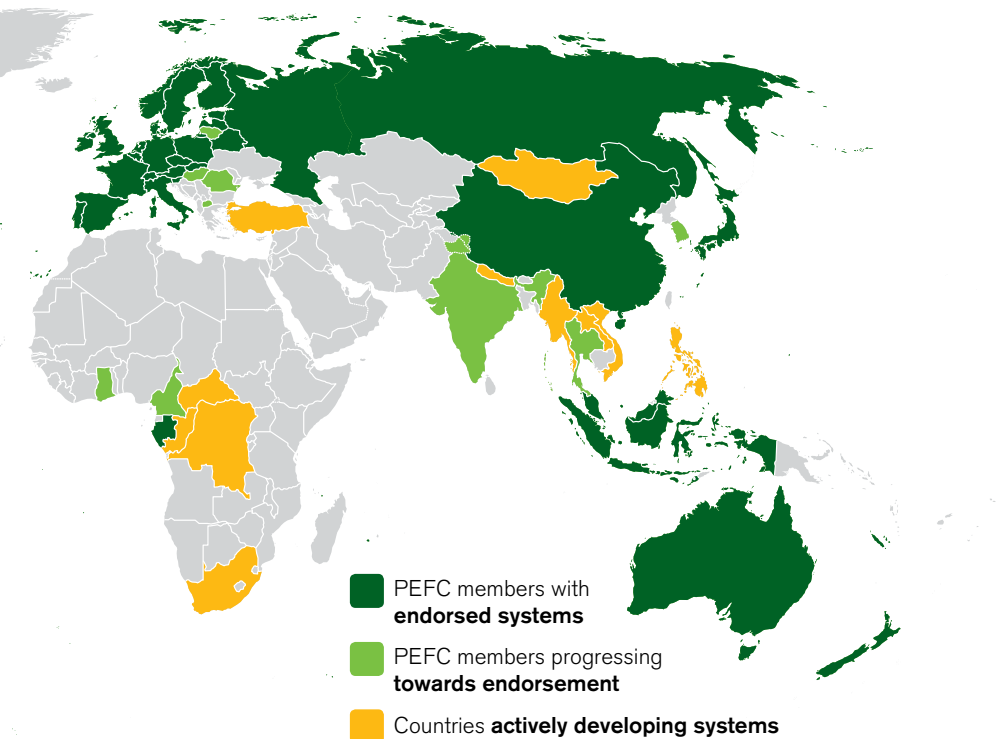 PEFC members with
endorsed systems
PEFC members progressing
towards endorsement
Countries actively developing systems